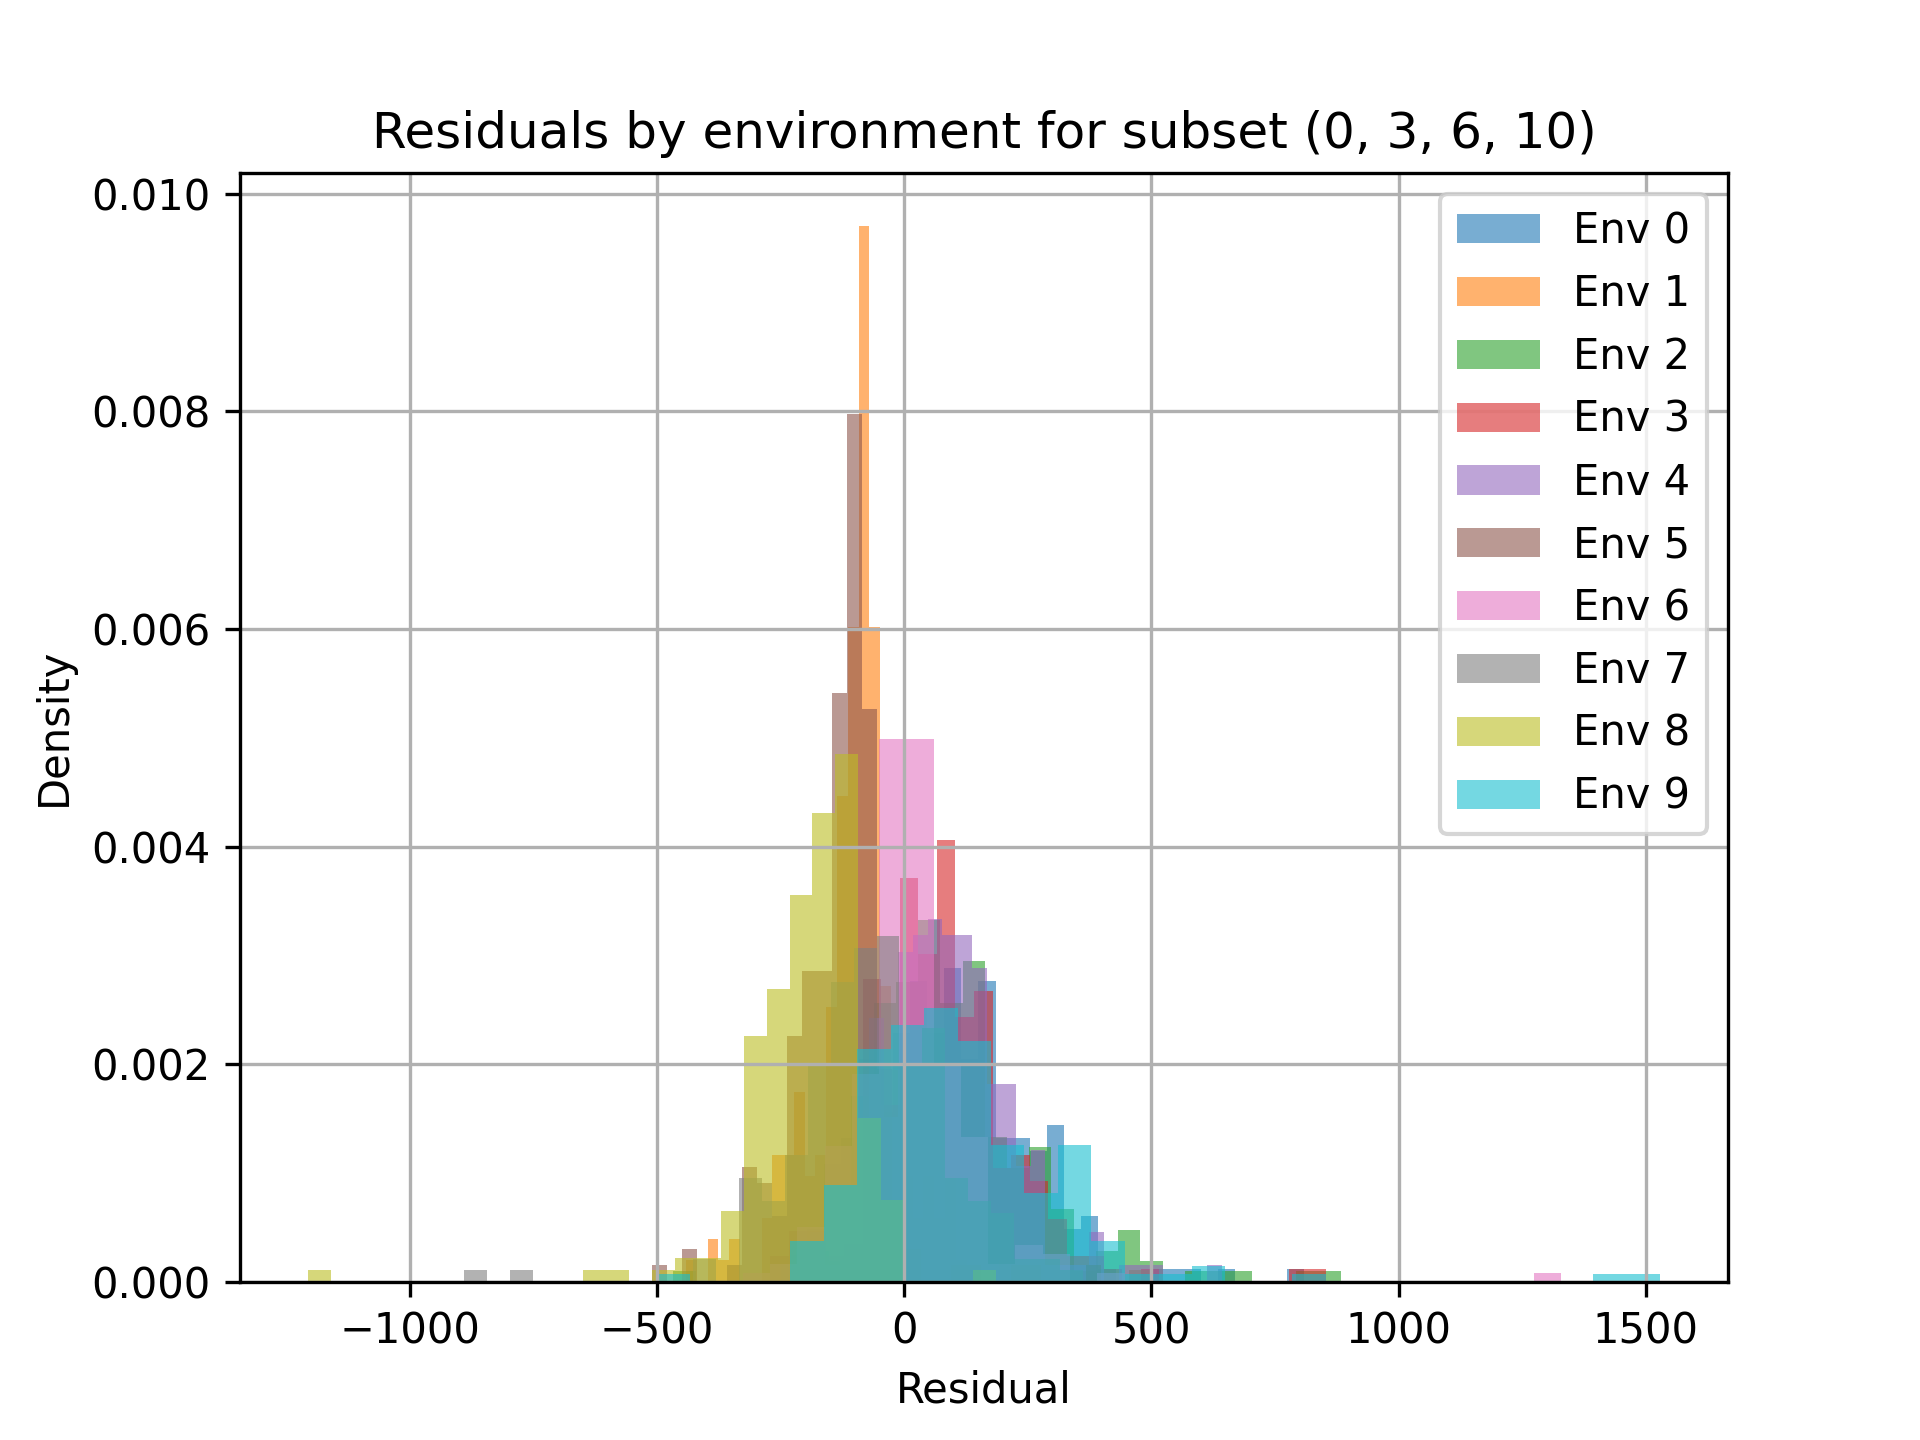 Residuals by environment for subset (0, 3, 6, 10)
0.010
0.008
0.006
0.004
0.002
0.000
Density
−1000
−500
0
500
1000
1500
Residual
Env 0
Env 1
Env 2
Env 3
Env 4
Env 5
Env 6
Env 7
Env 8
Env 9